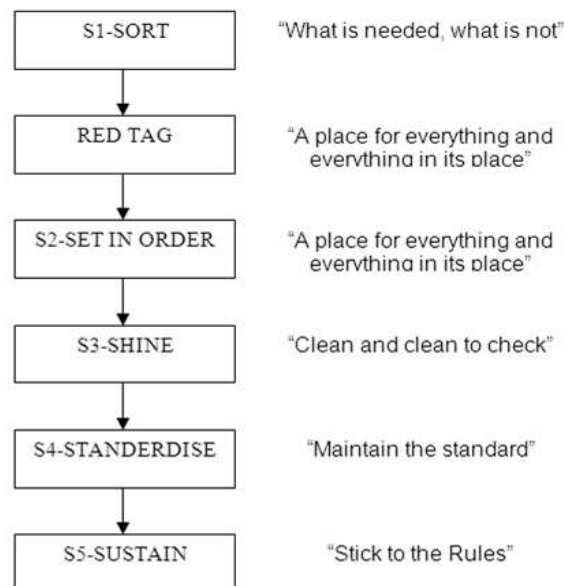 S1-SORT
“What is needed, what is not”
RED TAG
“A place for everything and
everything in its place”
S2-SET IN ORDER
“A place for everything and
everything in its place”
S3-SHINE
“Clean and clean to check”
S4-STANDERDISE
“Maintain the standard”
S5-SUSTAIN
“Stick to the Rules”